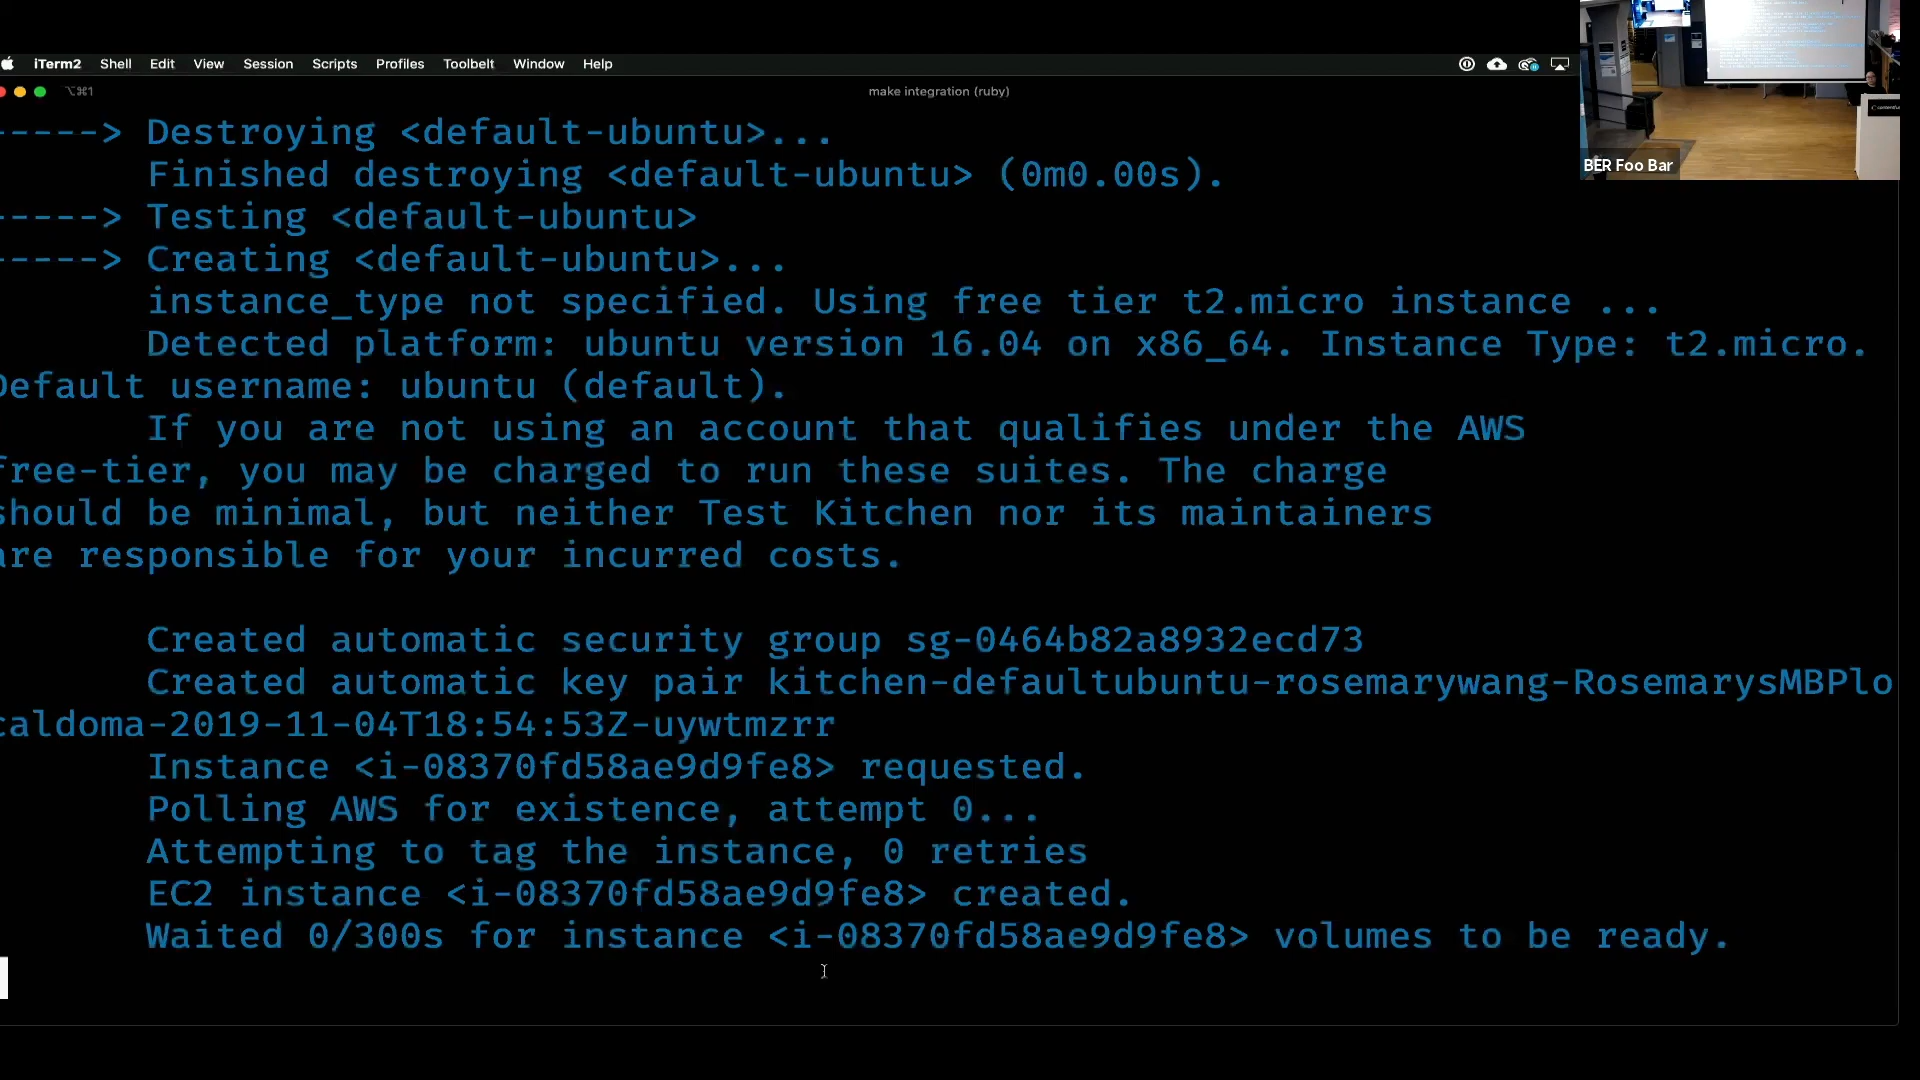 iTerm2 Shell Edit View Session Scripts Profiles Toolbelt Window Help
⌥⌘1 make integration (ruby)
-----> Destroying <default-ubuntu>...
Finished destroying <default-ubuntu> (0m0.00s).
-----> Testing <default-ubuntu>
-----> Creating <default-ubuntu>...
instance_type not specified. Using free tier t2.micro instance ...
Detected platform: ubuntu version 16.04 on x86_64. Instance Type: t2.micro.
Default username: ubuntu (default).
If you are not using an account that qualifies under the AWS
free-tier, you may be charged to run these suites. The charge
should be minimal, but neither Test Kitchen nor its maintainers
are responsible for your incurred costs.
Created automatic security group sg-0464b82a8932ecd73
Created automatic key pair kitchen-defaultubuntu-rosemarywang-RosemarysMBPlo
caldoma-2019-11-04T18:54:53Z-uywtmzrr
Instance <i-08370fd58ae9d9fe8> requested.
Polling AWS for existence, attempt 0...
Attempting to tag the instance, 0 retries
EC2 instance <i-08370fd58ae9d9fe8> created.
Waited 0/300s for instance <i-08370fd58ae9d9fe8> volumes to be ready.
BER Foo Bar